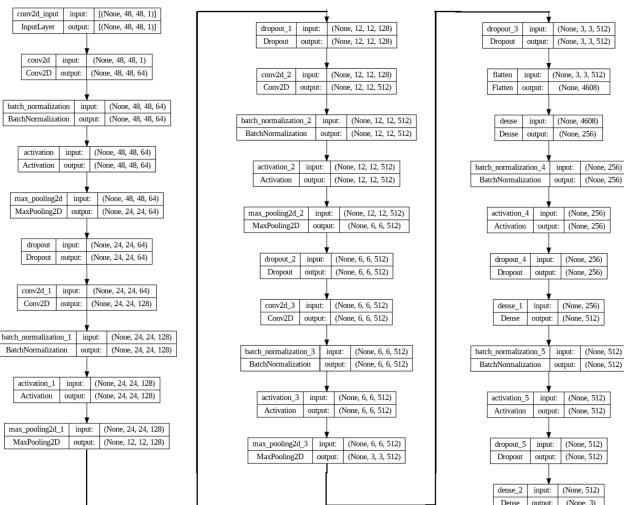 conv2d_input input: [(None, 48, 48, 1)]
InputLayer output: [(None, 48, 48, 1)]
conv2d input: (None, 48, 48, 1)
Conv2D output: (None, 48, 48, 64)
batch_normalization input: (None, 48, 48, 64)
BatchNormalization output: (None, 48, 48, 64)
activation input: (None, 48, 48, 64)
Activation output: (None, 48, 48, 64)
max_pooling2d input: (None, 48, 48, 64)
MaxPooling2D output: (None, 24, 24, 64)
dropout input: (None, 24, 24, 64)
Dropout output: (None, 24, 24, 64)
conv2d_1 input: (None, 24, 24, 64)
Conv2D output: (None, 24, 24, 128)
batch_normalization_1 input: (None, 24, 24, 128)
BatchNormalization output: (None, 24, 24, 128)
activation_1 input: (None, 24, 24, 128)
Activation output: (None, 24, 24, 128)
max_pooling2d_1 input: (None, 24, 24, 128)
MaxPooling2D output: (None, 12, 12, 128)
dropout_1 input: (None, 12, 12, 128)
Dropout output: (None, 12, 12, 128)
conv2d_2 input: (None, 12, 12, 128)
Conv2D output: (None, 12, 12, 512)
batch_normalization_2 input: (None, 12, 12, 512)
BatchNormalization output: (None, 12, 12, 512)
activation_2 input: (None, 12, 12, 512)
Activation output: (None, 12, 12, 512)
max_pooling2d_2 input: (None, 12, 12, 512)
MaxPooling2D output: (None, 6, 6, 512)
dropout_2 input: (None, 6, 6, 512)
Dropout output: (None, 6, 6, 512)
conv2d_3 input: (None, 6, 6, 512)
Conv2D output: (None, 6, 6, 512)
batch_normalization_3 input: (None, 6, 6, 512)
BatchNormalization output: (None, 6, 6, 512)
activation_3 input: (None, 6, 6, 512)
Activation output: (None, 6, 6, 512)
max_pooling2d_3 input: (None, 6, 6, 512)
MaxPooling2D output: (None, 3, 3, 512)
dropout_3 input: (None, 3, 3, 512)
Dropout output: (None, 3, 3, 512)
flatten input: (None, 3, 3, 512)
Flatten output: (None, 4608)
dense input: (None, 4608)
Dense output: (None, 256)
batch_normalization_4 input: (None, 256)
BatchNormalization output: (None, 256)
activation_4 input: (None, 256)
Activation output: (None, 256)
dropout_4 input: (None, 256)
Dropout output: (None, 256)
dense_1 input: (None, 256)
Dense output: (None, 512)
batch_normalization_5 input: (None, 512)
BatchNormalization output: (None, 512)
activation_5 input: (None, 512)
Activation output: (None, 512)
dropout_5 input: (None, 512)
Dropout output: (None, 512)
dense_2 input: (None, 512)
Dense output: (None, 3)